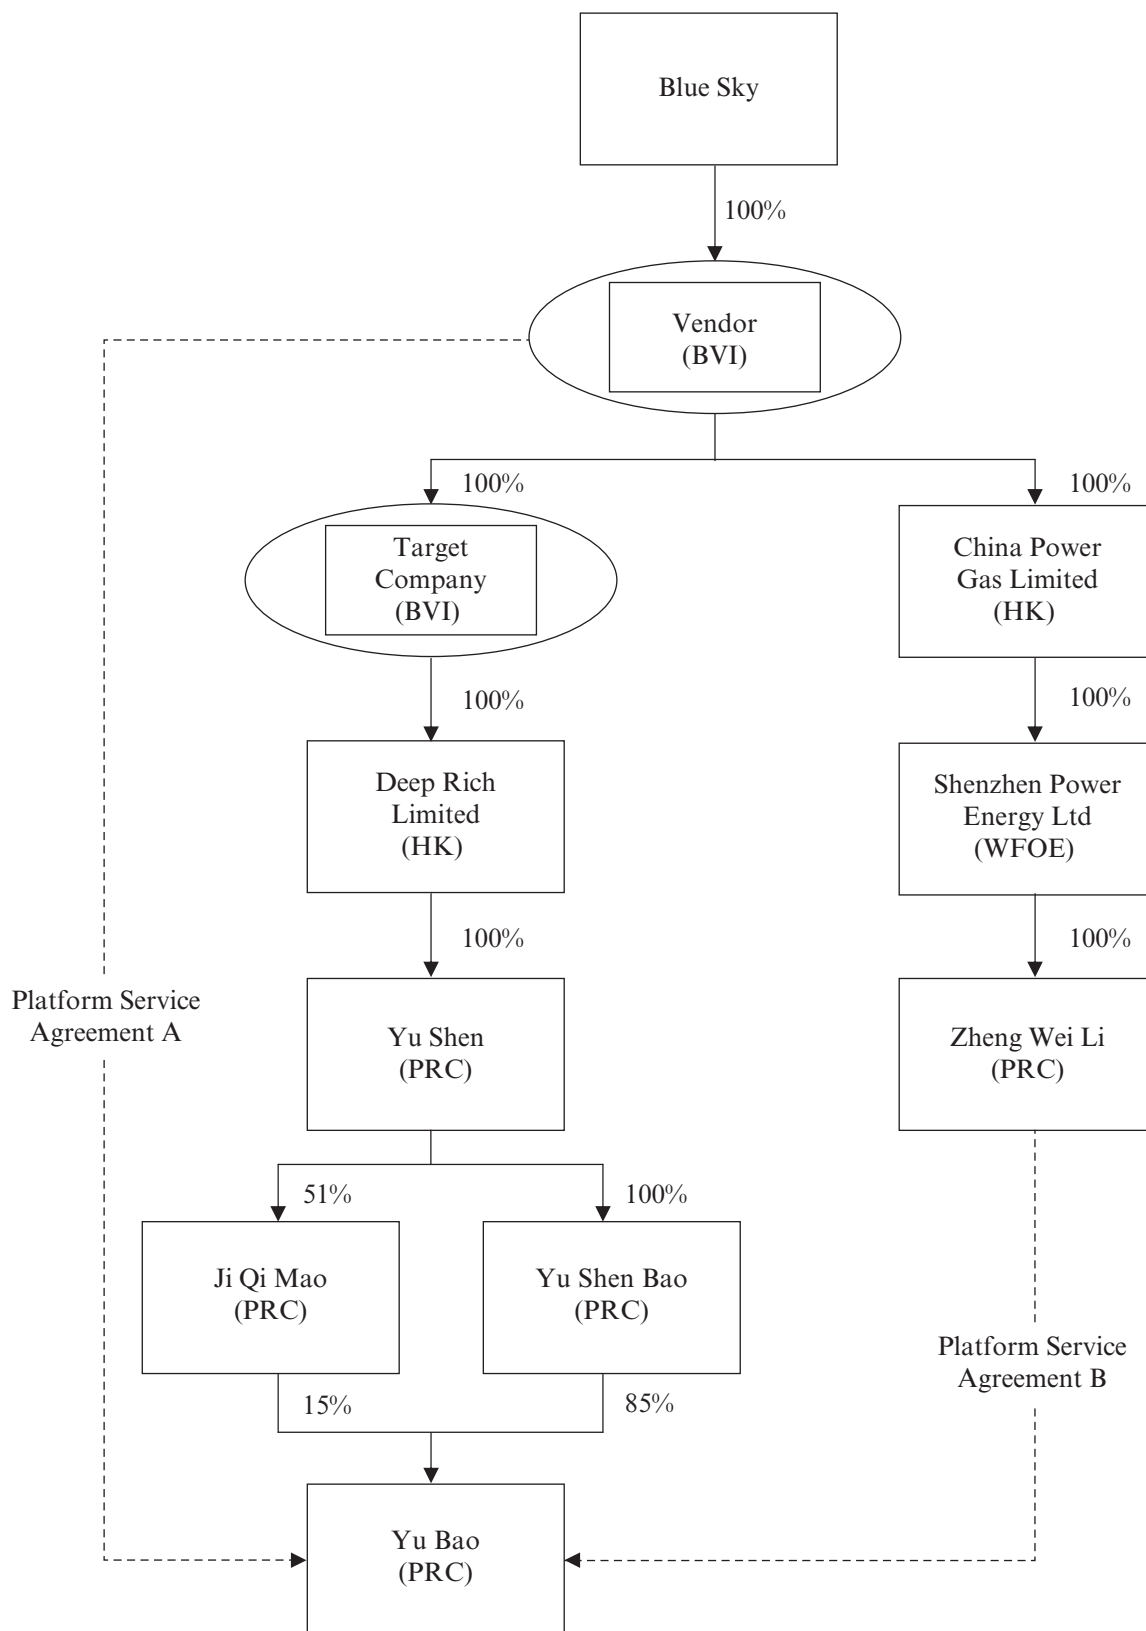 Blue Sky
100%
Vendor
(BVI)
100%
100%
Target
Company
(BVI)
China Power
Gas Limited
(HK)
100%
100%
Deep Rich
Limited
(HK)
Shenzhen Power
Energy Ltd
(WFOE)
100%
100%
Platform Service
Agreement A
Yu Shen
(PRC)
Zheng Wei Li
(PRC)
51%
100%
Ji Qi Mao
(PRC)
Yu Shen Bao
(PRC)
Platform Service
Agreement B
15%
85%
Yu Bao
(PRC)